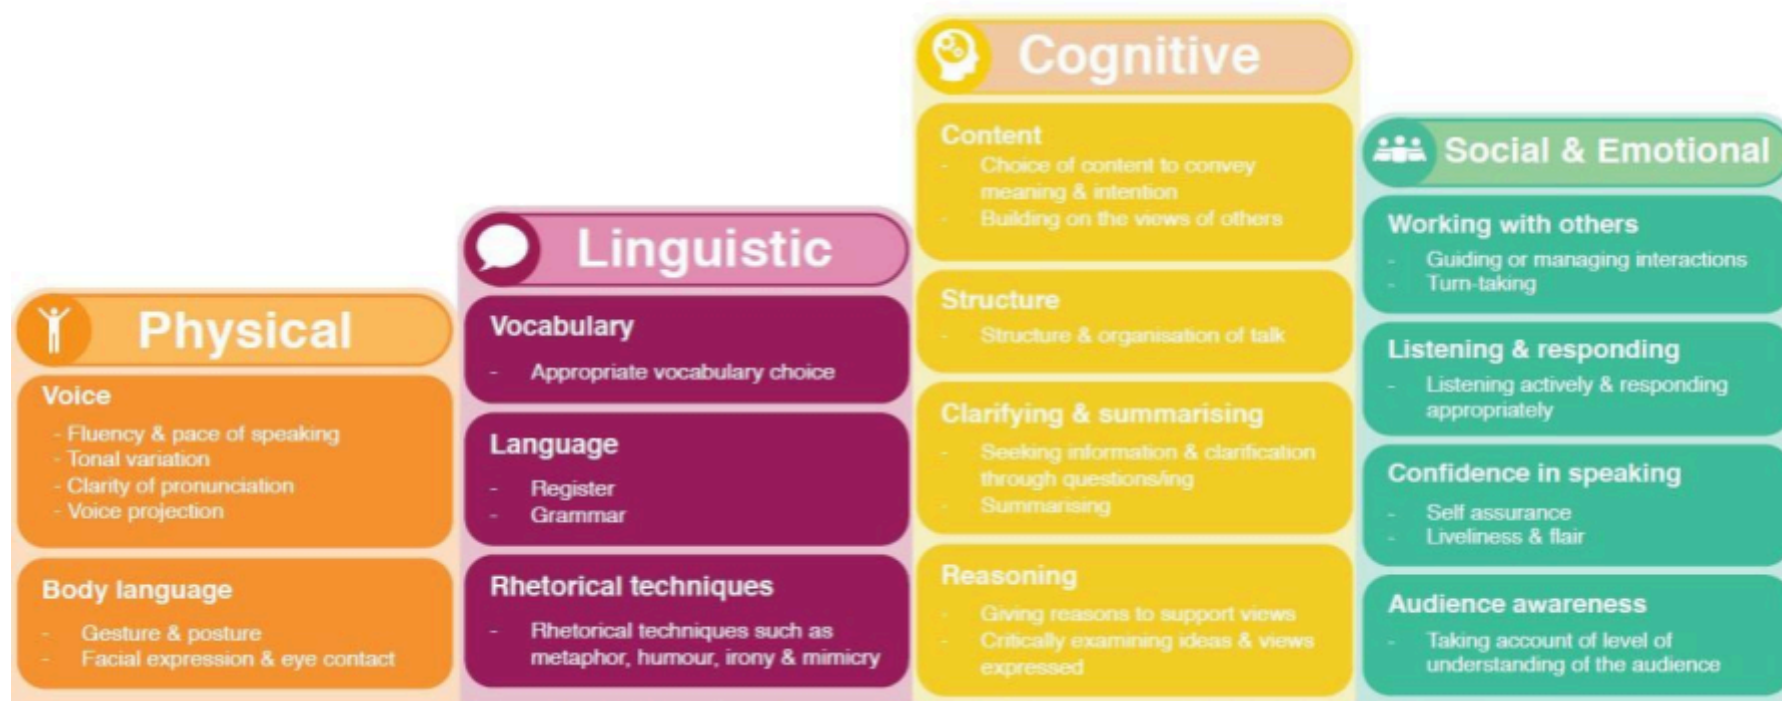 Physical
Voice
- Fluency & pace of speaking
- Tonal variation
- Clarity of pronunciation
- Voice projection
Body language
- Gesture & posture
- Facial expression & eye contact
Linguistic
Vocabulary
- Appropriate vocabulary choice
Language
- Register
- Grammar
Rhetorical techniques
- Rhetorical techniques such as
metaphor, humour, irony & mimicry
Cognitive
Content
- Choice of content to convey
meaning & intention
- Building on the views of others
Structure
- Structure & organisation of talk
Clarifying & summarising
- Seeking information & clarification
through questions/ing
- Summarising
Reasoning
- Giving reasons to support views
- Critically examining ideas & views
expressed
Social & Emotional
Working with others
- Guiding or managing interactions
- Turn-taking
Listening & responding
- Listening actively & responding
appropriately
Confidence in speaking
- Self assurance
- Liveliness & flair
Audience awareness
- Taking account of level of
understanding of the audience